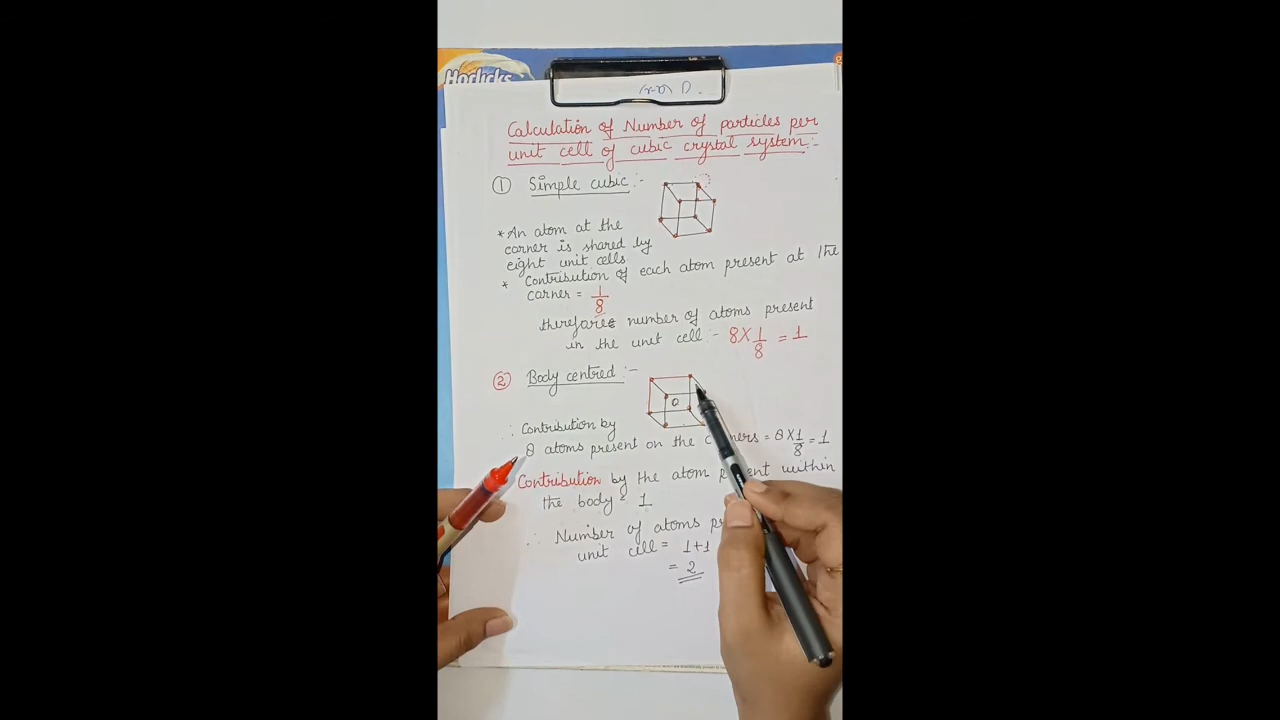 Horlicks
(r-r) D.
Calculation of Number of particles per
unit cell of cubic crystal system:-
① Simple cubic:-
* An atom at the
corner is shared by
eight unit cells
* Contribution of each atom present at the
corner = 1/8
therefore number of atoms present
in the unit cell:- 8×1/8 = 1
② Body centred:-
∴ Contribution by
8 atoms present on the corners = 8×1/8 = 1
Contribution by the atom present within
the body = 1
∴ Number of atoms
unit cell = 1+1
= 2